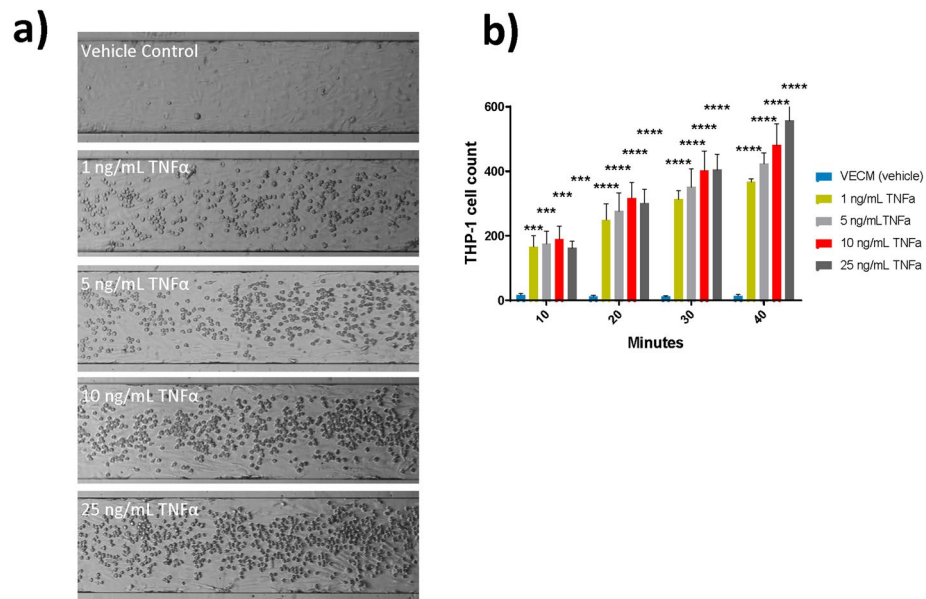 a)
Vehicle Control
1 ng/mL TNFα
5 ng/mL TNFα
10 ng/mL TNFα
25 ng/mL TNFα
b)
THP-1 cell count
600
400
200
0
*** *** *** ***
**** **** **** ****
**** **** **** ****
**** **** **** ****
10 20 30 40
Minutes
VECM (vehicle)
1 ng/mL TNFa
5 ng/mLTNFa
10 ng/mL TNFa
25 ng/mL TNFa